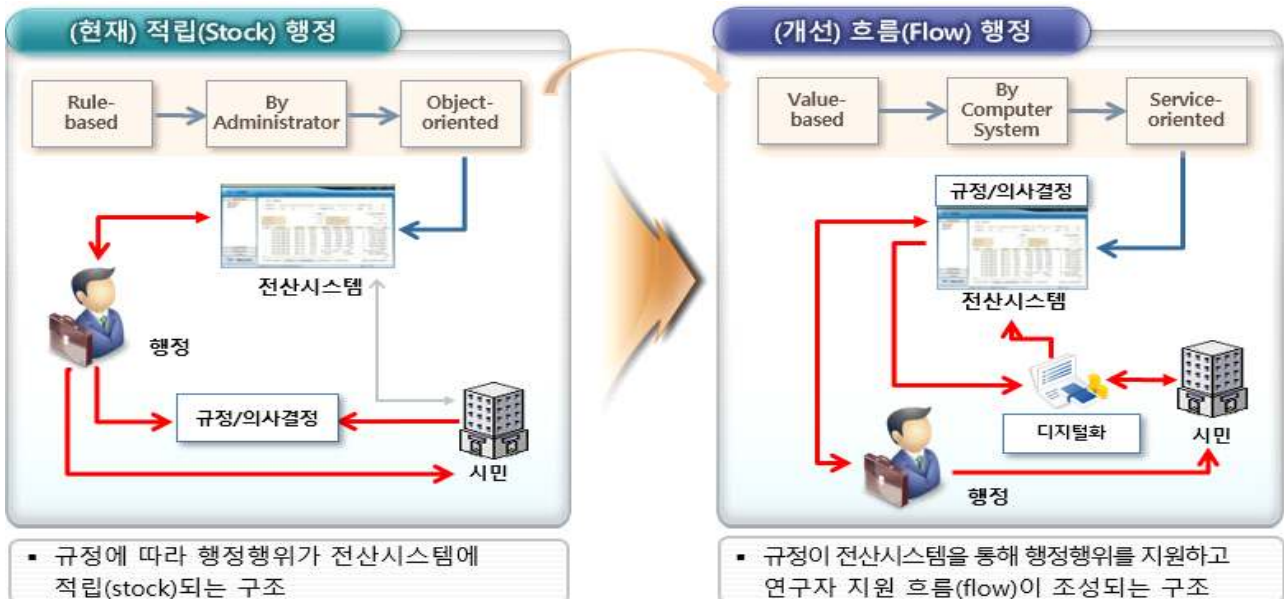 (현재) 적립(Stock) 행정
Rule-
based
By
Administrator
Object-
oriented
전산시스템
행정
규정/의사결정
시민
▪ 규정에 따라 행정행위가 전산시스템에
적립(stock)되는 구조
(개선) 흐름(Flow) 행정
Value-
based
By
Computer
System
Service-
oriented
규정/의사결정
전산시스템
디지털화
시민
행정
▪ 규정이 전산시스템을 통해 행정행위를 지원하고
연구자 지원 흐름(flow)이 조성되는 구조